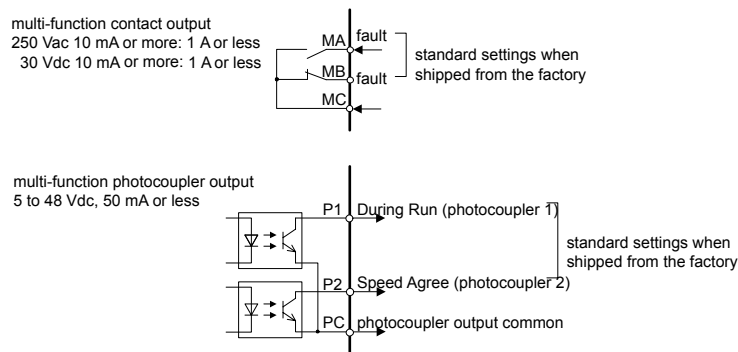 multi-function contact output
250 Vac 10 mA or more: 1 A or less
30 Vdc 10 mA or more: 1 A or less
MA
fault
MB
fault
MC
standard settings when
shipped from the factory
multi-function photocoupler output
5 to 48 Vdc, 50 mA or less
P1
During Run (photocoupler 1)
P2
Speed Agree (photocoupler 2)
PC
photocoupler output common
standard settings when
shipped from the factory